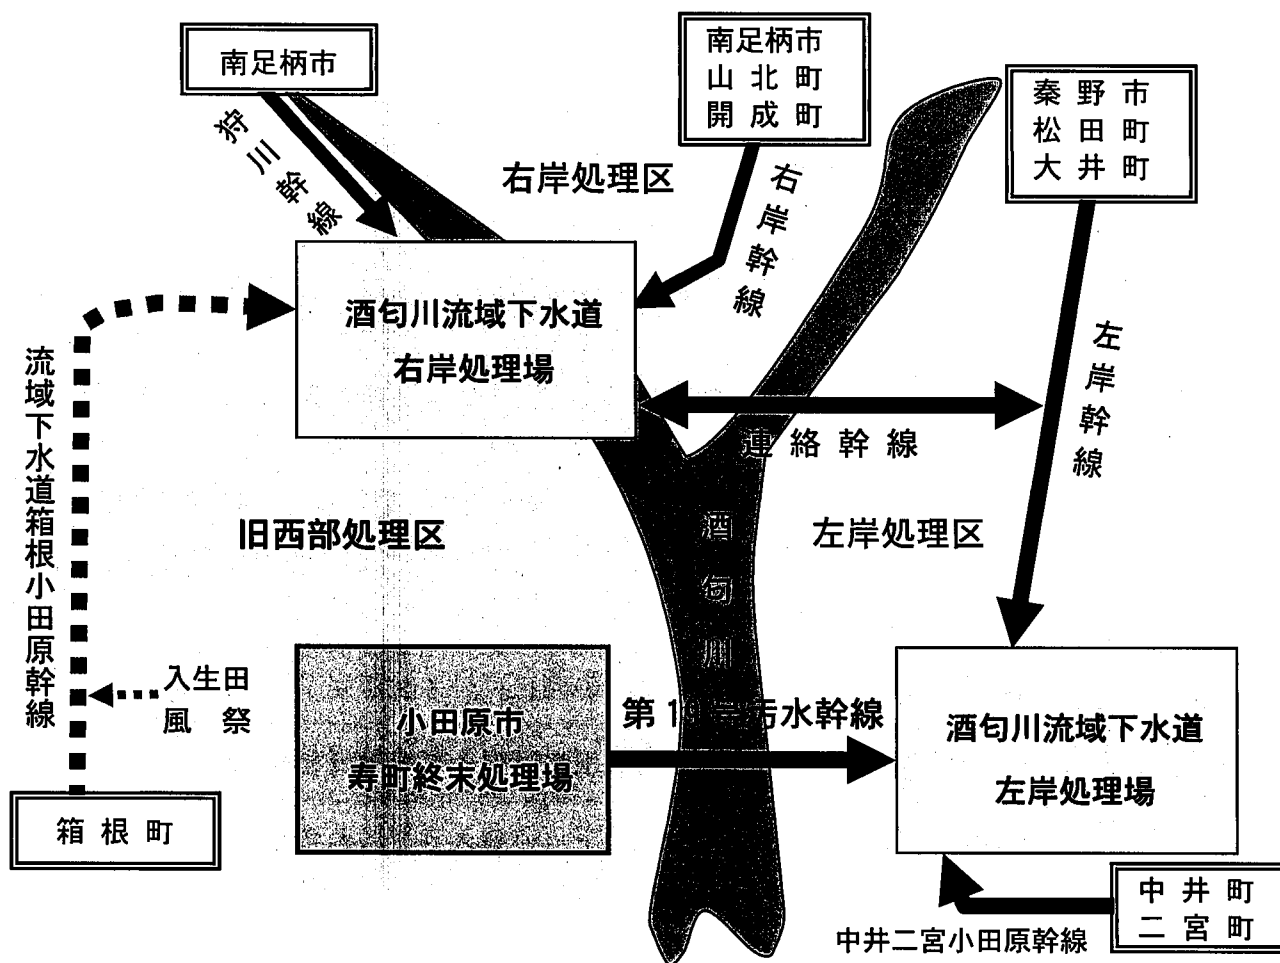 南足柄市
南足柄市
山北町
開成町
秦野市
松田町
大井町
狩川幹線
右岸処理区
右岸幹線
酒匂川流域下水道
右岸処理場
左岸幹線
連絡幹線
流域下水道箱根小田原幹線
旧西部処理区
左岸処理区
酒匂川
入生田
風祭
小田原市
寿町終末処理場
第1 汚水幹線
酒匂川流域下水道
左岸処理場
箱根町
中井町
二宮町
中井二宮小田原幹線